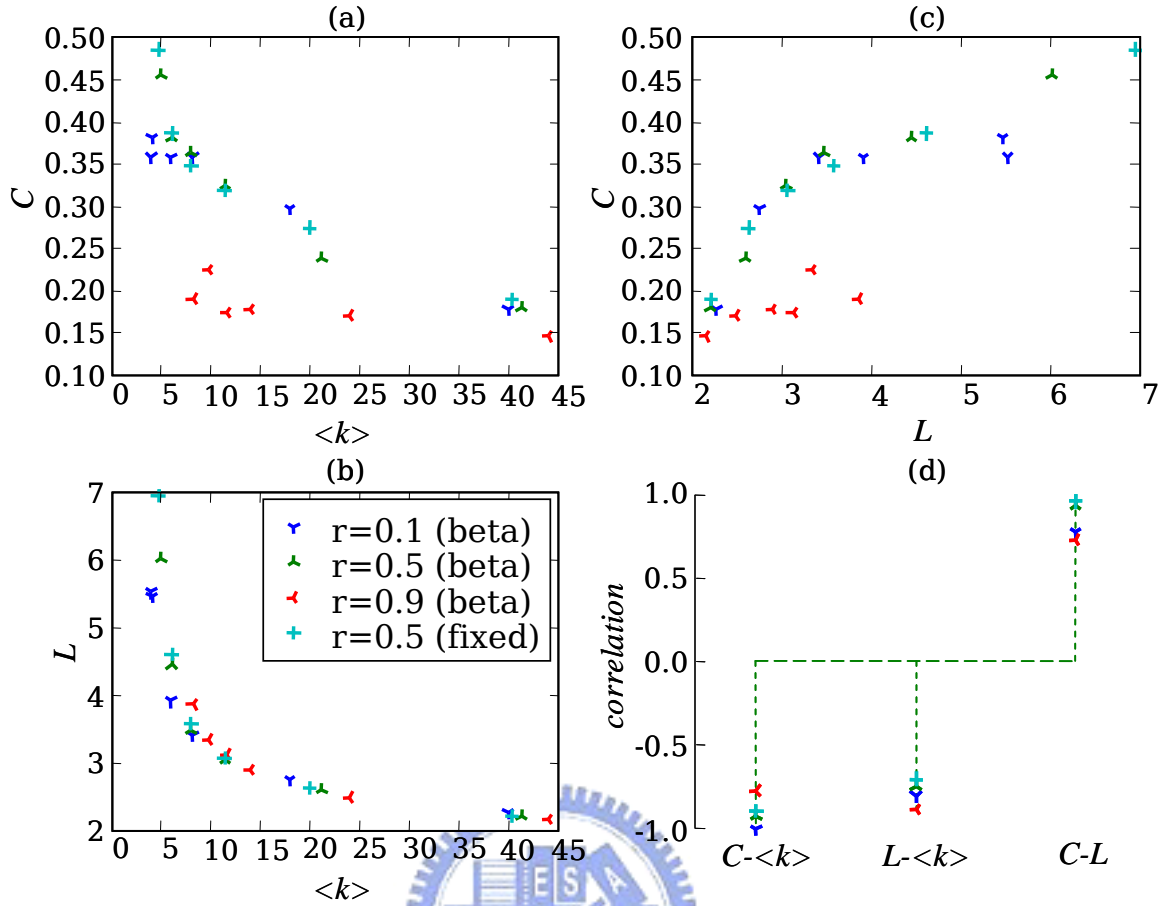 (a)
0.50
0.45
0.40
0.35
0.30
0.25
0.20
0.15
0.10
C
0 5 10 15 20 25 30 35 40 45
<k>
(c)
0.50
0.45
0.40
0.35
0.30
0.25
0.20
0.15
0.10
C
2 3 4 5 6 7
L
(b)
7
6
5
4
3
2
L
r=0.1 (beta)
r=0.5 (beta)
r=0.9 (beta)
r=0.5 (fixed)
0 5 10 15 20 25 30 35 40 45
<k>
(d)
1.0
0.5
0.0
-0.5
-1.0
correlation
C-<k> L-<k> C-L
E S A